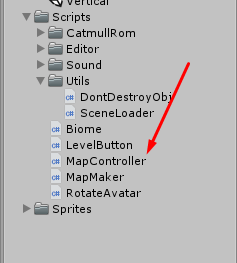 Vertical
Scripts
CatmullRom
Editor
Sound
Utils
DontDestroyObj
SceneLoader
Biome
LevelButton
MapController
MapMaker
RotateAvatar
Sprites